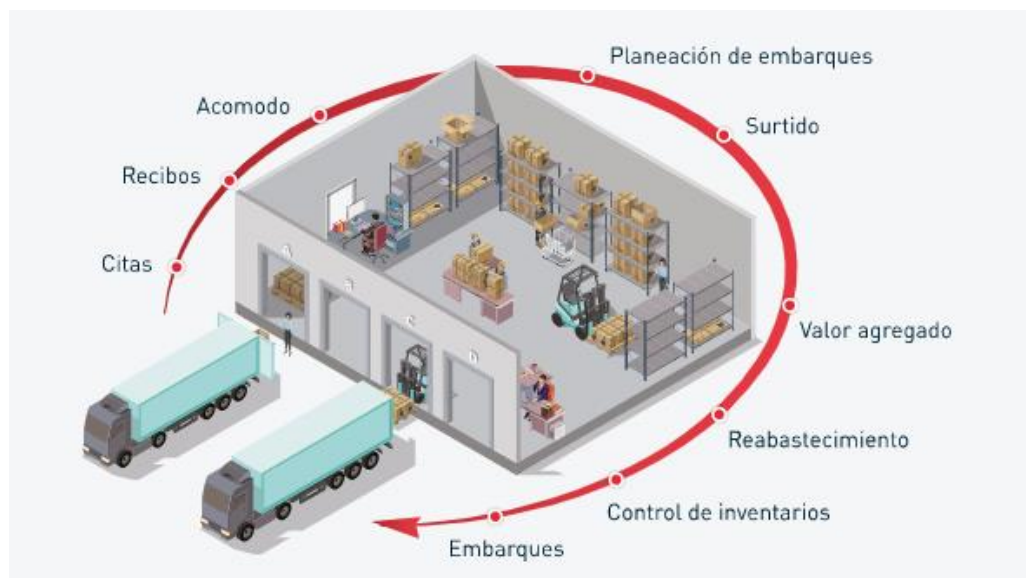 Planeación de embarques
Acomodo
Surtido
Recibos
Citas
A
B
C
D
Valor agregado
Reabastecimiento
Control de inventarios
Embarques